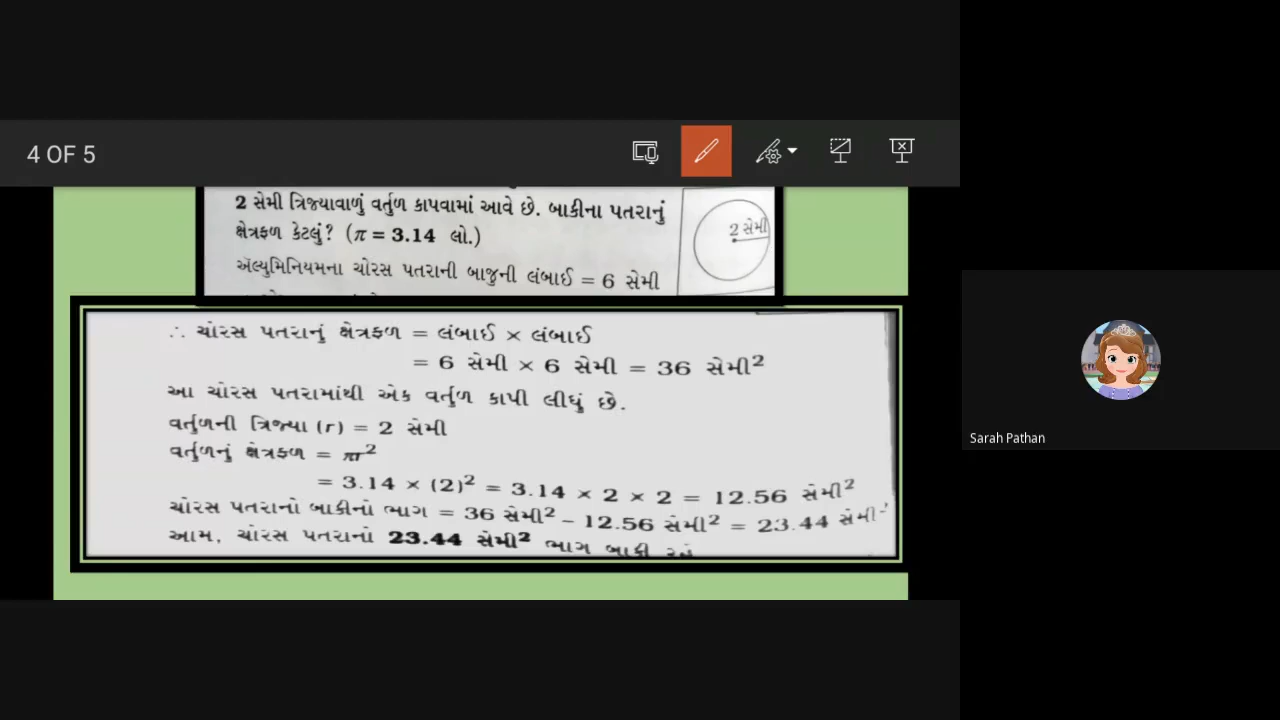 4 OF 5
2 સેમી ત્રિજ્યાવાળું વર્તુળ કાપવામાં આવે છે. બાકીના પતરાનું
ક્ષેત્રફળ કેટલું? (π = 3.14 લો.)
2 સેમી
ઍલ્યુમિનિયમના ચોરસ પતરાની બાજુની લંબાઈ = 6 સેમી
∴ ચોરસ પતરાનું ક્ષેત્રફળ = લંબાઈ × લંબાઈ
= 6 સેમી × 6 સેમી = 36 સેમી²
આ ચોરસ પતરામાંથી એક વર્તુળ કાપી લીધું છે.
વર્તુળની ત્રિજ્યા (r) = 2 સેમી
વર્તુળનું ક્ષેત્રફળ = πr²
= 3.14 × (2)² = 3.14 × 2 × 2 = 12.56 સેમી²
ચોરસ પતરાનો બાકીનો ભાગ = 36 સેમી² – 12.56 સેમી² = 23.44 સેમી²
આમ, ચોરસ પતરાનો 23.44 સેમી² ભાગ બાકી
Sarah Pathan